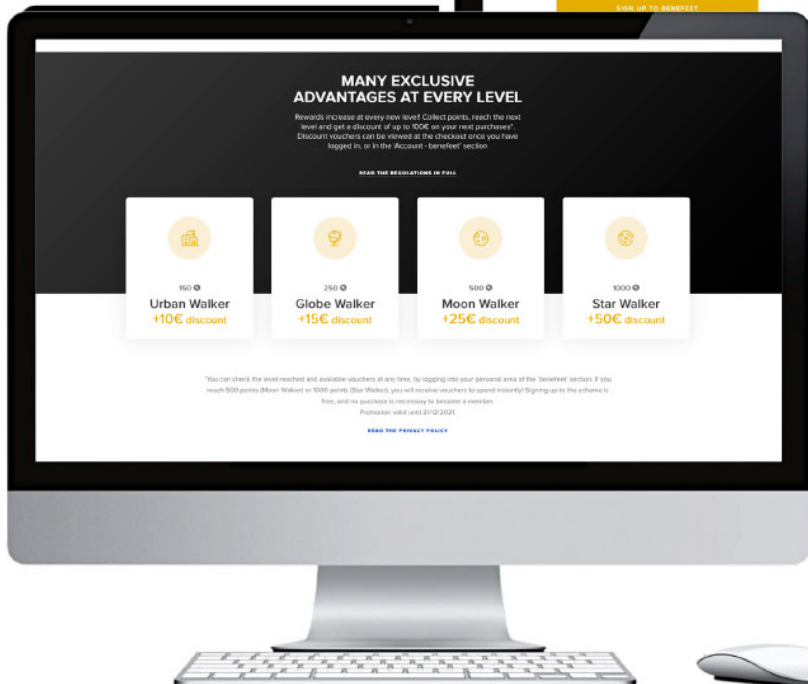 SIGN UP TO BENEFEET
MANY EXCLUSIVE
ADVANTAGES AT EVERY LEVEL
Rewards increase at every new level! Collect points, reach the next
level and get a discount of up to 100€ on your next purchases*.
Discount vouchers can be viewed at the checkout once you have
logged in, or in the 'Account - benefeet' section
READ THE REGULATIONS IN FULL
150
Urban Walker
+10€ discount
250
Globe Walker
+15€ discount
500
Moon Walker
+25€ discount
1000
Star Walker
+50€ discount
*You can check the level reached and available vouchers at any time, by logging into your personal area of the 'benefeet' section. If you
reach 500 points (Moon Walker) or 1000 points (Star Walker), you will receive vouchers to spend instantly! Signing up to the scheme is
free, and no purchase is necessary to become a member.
Promotion valid until 21/12/2021.
READ THE PRIVACY POLICY